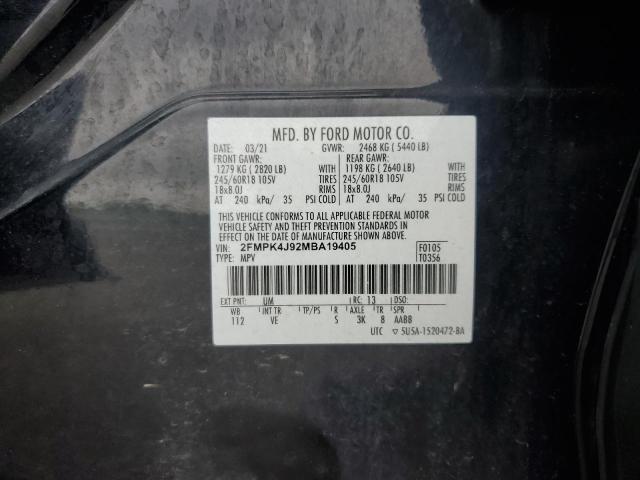 MFD. BY FORD MOTOR CO.
DATE: 03/21 GVWR: 2468 KG ( 5440 LB)
FRONT GAWR: REAR GAWR:
1279 KG ( 2820 LB) WITH 1198 KG ( 2640 LB) WITH
245/60R18 105V TIRES 245/60R18 105V TIRES
18x8.0J RIMS 18x8.0J RIMS
AT 240 kPa/ 35 PSI COLD AT 240 kPa/ 35 PSI COLD
THIS VEHICLE CONFORMS TO ALL APPLICABLE FEDERAL MOTOR
VEHICLE SAFETY AND THEFT PREVENTION STANDARDS IN
EFFECT ON THE DATE OF MANUFACTURE SHOWN ABOVE.
VIN: 2FMPK4J92MBA19405 F0105
TYPE: MPV T0356
EXT PNT: UM RC: 13 DSO:
WB INT TR TP/PS R AXLE TR SPR
112 VE S 3K 8 AABB
UTC ▽ 5USA-1520472-BA